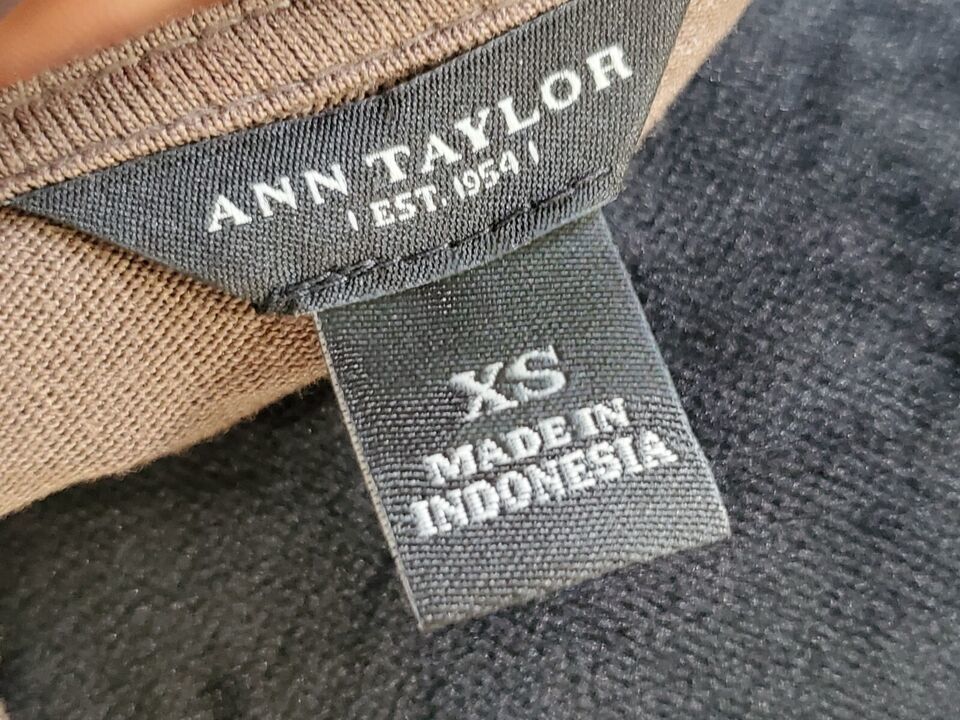 ANN TAYLOR
| EST. 1954 |
XS
MADE IN
INDONESIA